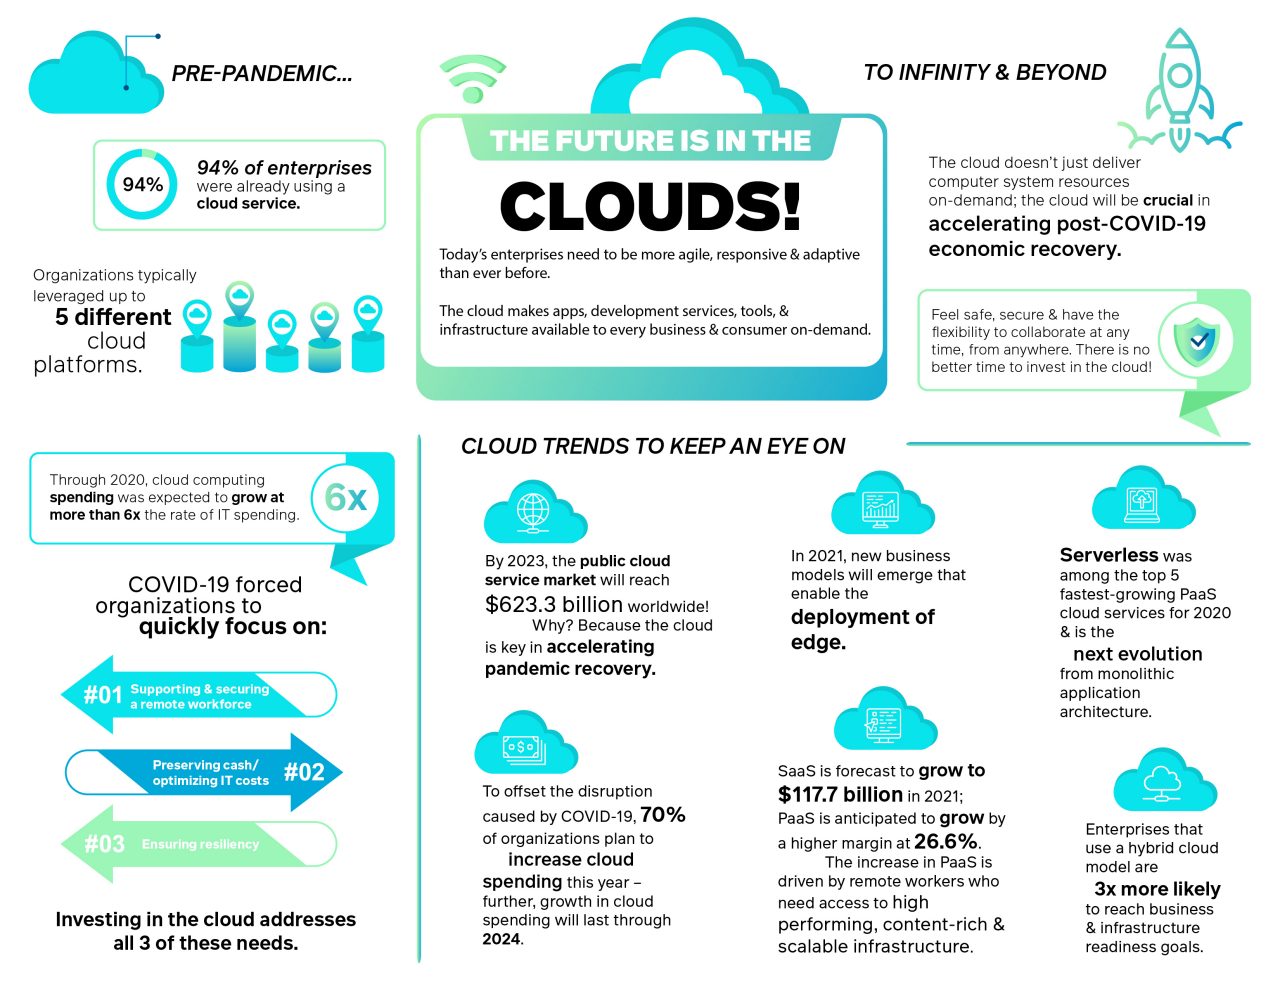 PRE-PANDEMIC...
94%
94% of enterprises
were already using a
cloud service.
Organizations typically
leveraged up to
5 different
cloud
platforms.
THE FUTURE IS IN THE
CLOUDS!
Today's enterprises need to be more agile, responsive & adaptive
than ever before.
The cloud makes apps, development services, tools, &
infrastructure available to every business & consumer on-demand.
TO INFINITY & BEYOND
The cloud doesn't just deliver
computer system resources
on-demand; the cloud will be crucial in
accelerating post-COVID-19
economic recovery.
Feel safe, secure & have the
flexibility to collaborate at any
time, from anywhere. There is no
better time to invest in the cloud!
Through 2020, cloud computing
spending was expected to grow at
more than 6x the rate of IT spending.
6x
COVID-19 forced
organizations to
quickly focus on:
#01 Supporting & securing
a remote workforce
Preserving cash/
optimizing IT costs #02
#03 Ensuring resiliency
Investing in the cloud addresses
all 3 of these needs.
CLOUD TRENDS TO KEEP AN EYE ON
By 2023, the public cloud
service market will reach
$623.3 billion worldwide!
Why? Because the cloud
is key in accelerating
pandemic recovery.
In 2021, new business
models will emerge that
enable the
deployment of
edge.
Serverless was
among the top 5
fastest-growing PaaS
cloud services for 2020
& is the
next evolution
from monolithic
application
architecture.
To offset the disruption
caused by COVID-19, 70%
of organizations plan to
increase cloud
spending this year –
further, growth in cloud
spending will last through
2024.
SaaS is forecast to grow to
$117.7 billion in 2021;
PaaS is anticipated to grow by
a higher margin at 26.6%.
The increase in PaaS is
driven by remote workers who
need access to high
performing, content-rich &
scalable infrastructure.
Enterprises that
use a hybrid cloud
model are
3x more likely
to reach business
& infrastructure
readiness goals.